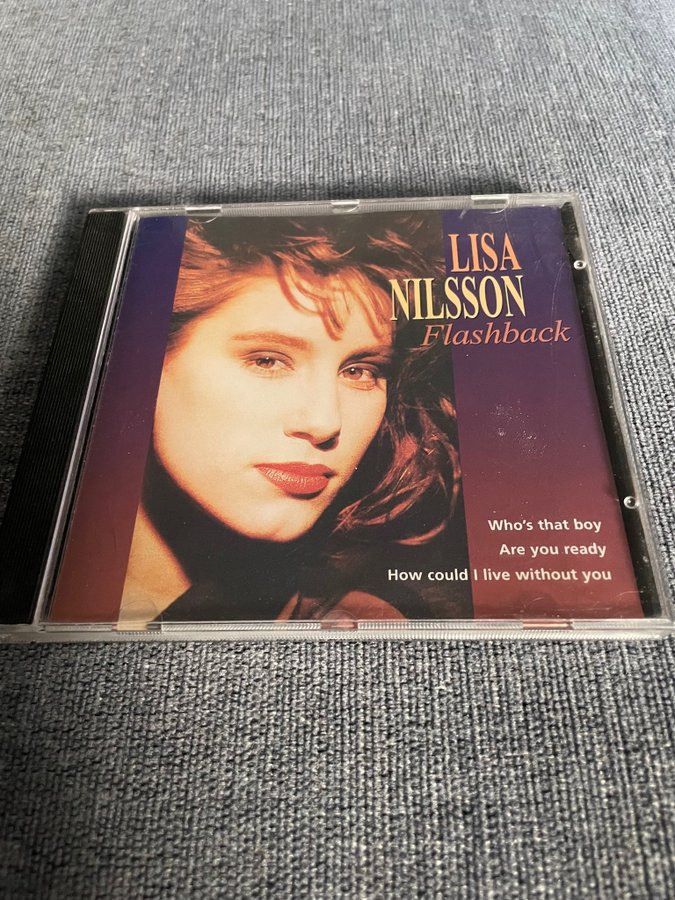 LISA
NILSSON
Flashback
Who's that boy
Are you ready
How could I live without you